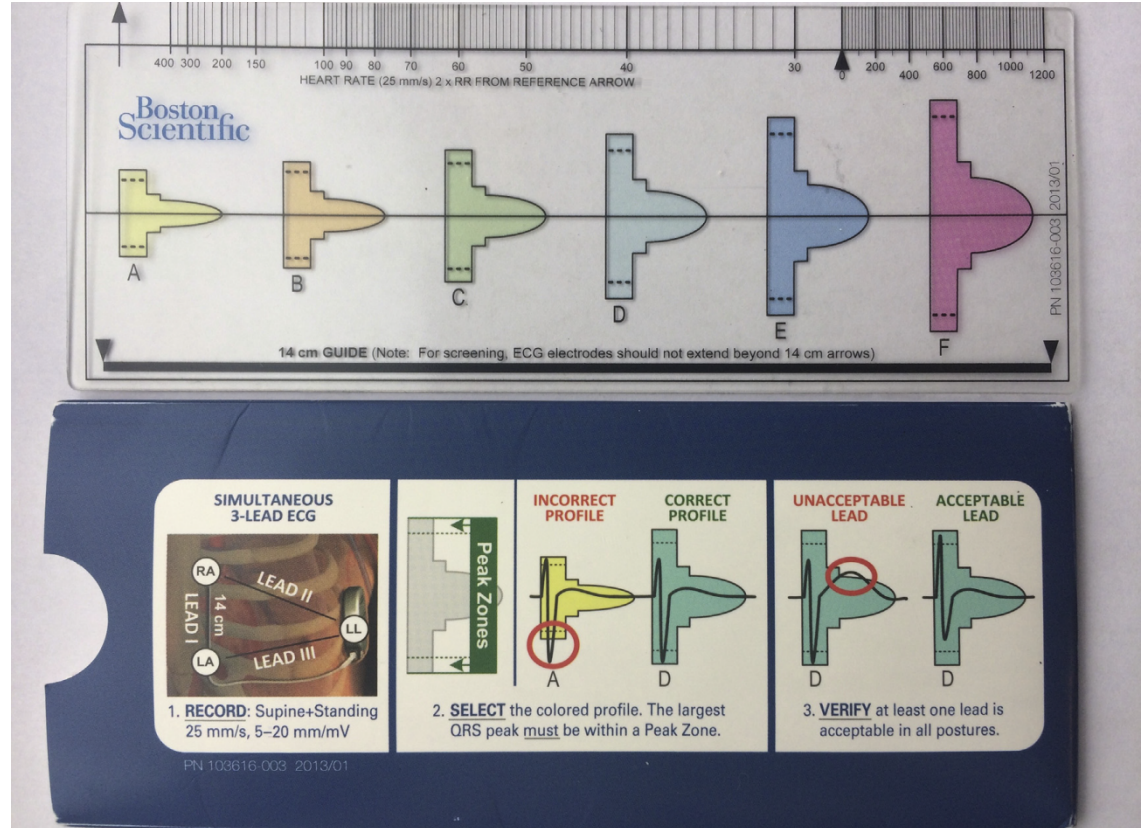 400 300 200 150 100 90 80 70 60 50 40 30 0 200 400 600 800 1000 1200
HEART RATE (25 mm/s) 2 x RR FROM REFERENCE ARROW
Boston
Scientific
A
B
C
D
E
F
PN 103616-003 2013/01
14 cm GUIDE (Note: For screening, ECG electrodes should not extend beyond 14 cm arrows)
SIMULTANEOUS
3-LEAD ECG
RA
LEAD II
LEAD I
14 cm
LL
LA
LEAD III
1. RECORD: Supine+Standing
25 mm/s, 5–20 mm/mV
Peak Zones
INCORRECT
PROFILE
CORRECT
PROFILE
A
D
2. SELECT the colored profile. The largest
QRS peak must be within a Peak Zone.
UNACCEPTABLE
LEAD
ACCEPTABLE
LEAD
D
D
3. VERIFY at least one lead is
acceptable in all postures.
PN 103616-003 2013/01